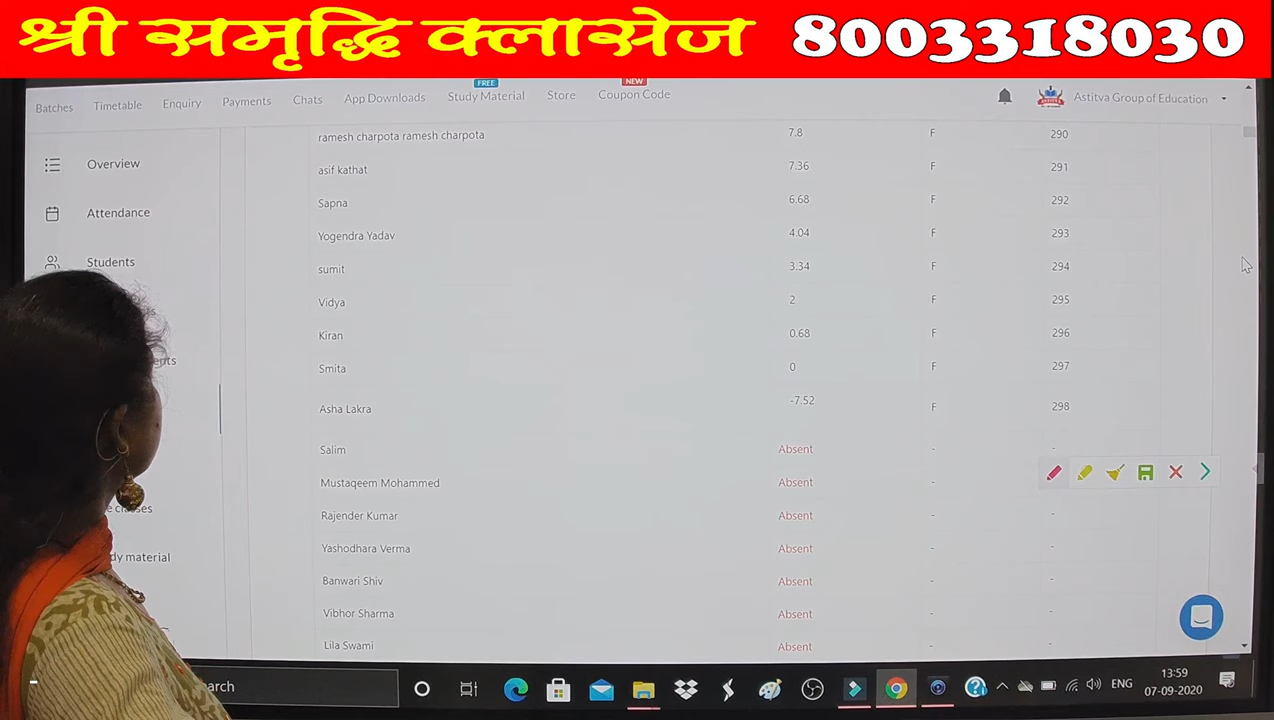 श्री समृद्धि क्लासेज 8003318030
Batches Timetable Enquiry Payments Chats App Downloads FREE Study Material Store NEW Coupon Code ASTITVA Astitva Group of Education
Overview
Attendance
Students
ramesh charpota ramesh charpota 7.8 F 290
asif kathat 7.36 F 291
Sapna 6.68 F 292
Yogendra Yadav 4.04 F 293
sumit 3.34 F 294
Vidya 2 F 295
Kiran 0.68 F 296
Smita 0 F 297
Asha Lakra -7.52 F 298
Salim Absent - -
Mustaqeem Mohammed Absent -
Rajender Kumar Absent - -
Yashodhara Verma Absent - -
Banwari Shiv Absent - -
Vibhor Sharma Absent - -
Lila Swami Absent - -
classes
material
ENG 13:59
07-09-2020